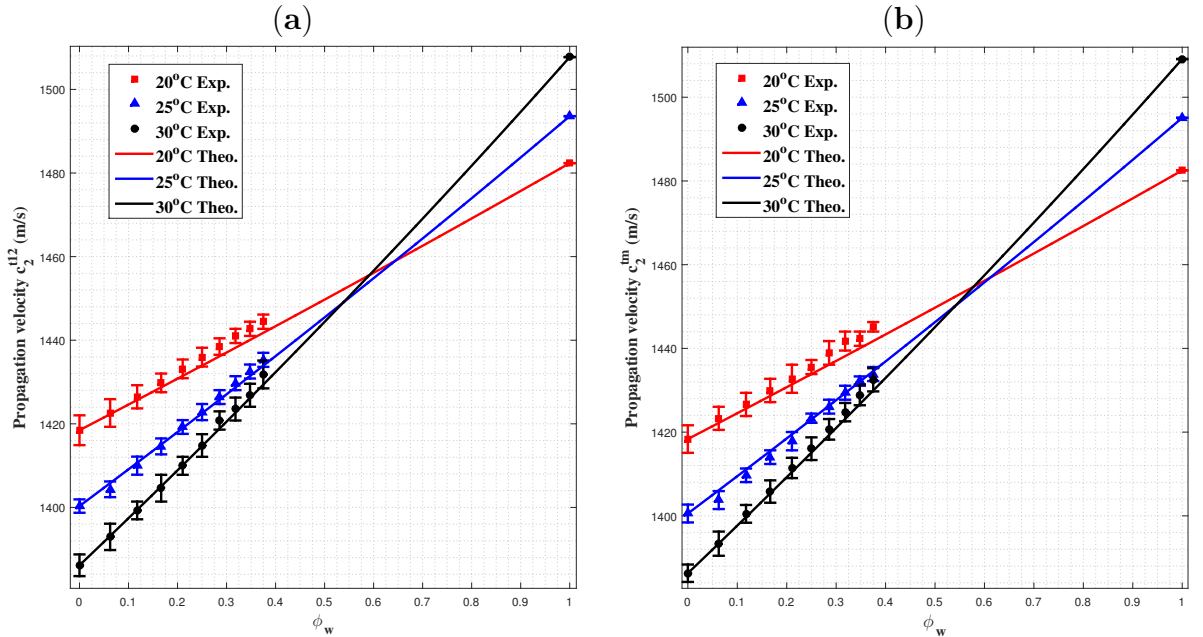 (a)
Propagation velocity c₂ᵗ¹² (m/s)
1500
1480
1460
1440
1420
1400
20°C Exp.
25°C Exp.
30°C Exp.
20°C Theo.
25°C Theo.
30°C Theo.
0 0.1 0.2 0.3 0.4 0.5 0.6 0.7 0.8 0.9 1
ϕw
(b)
Propagation velocity c₂ᵗᵐ (m/s)
1500
1480
1460
1440
1420
1400
20°C Exp.
25°C Exp.
30°C Exp.
20°C Theo.
25°C Theo.
30°C Theo.
0 0.1 0.2 0.3 0.4 0.5 0.6 0.7 0.8 0.9 1
ϕw